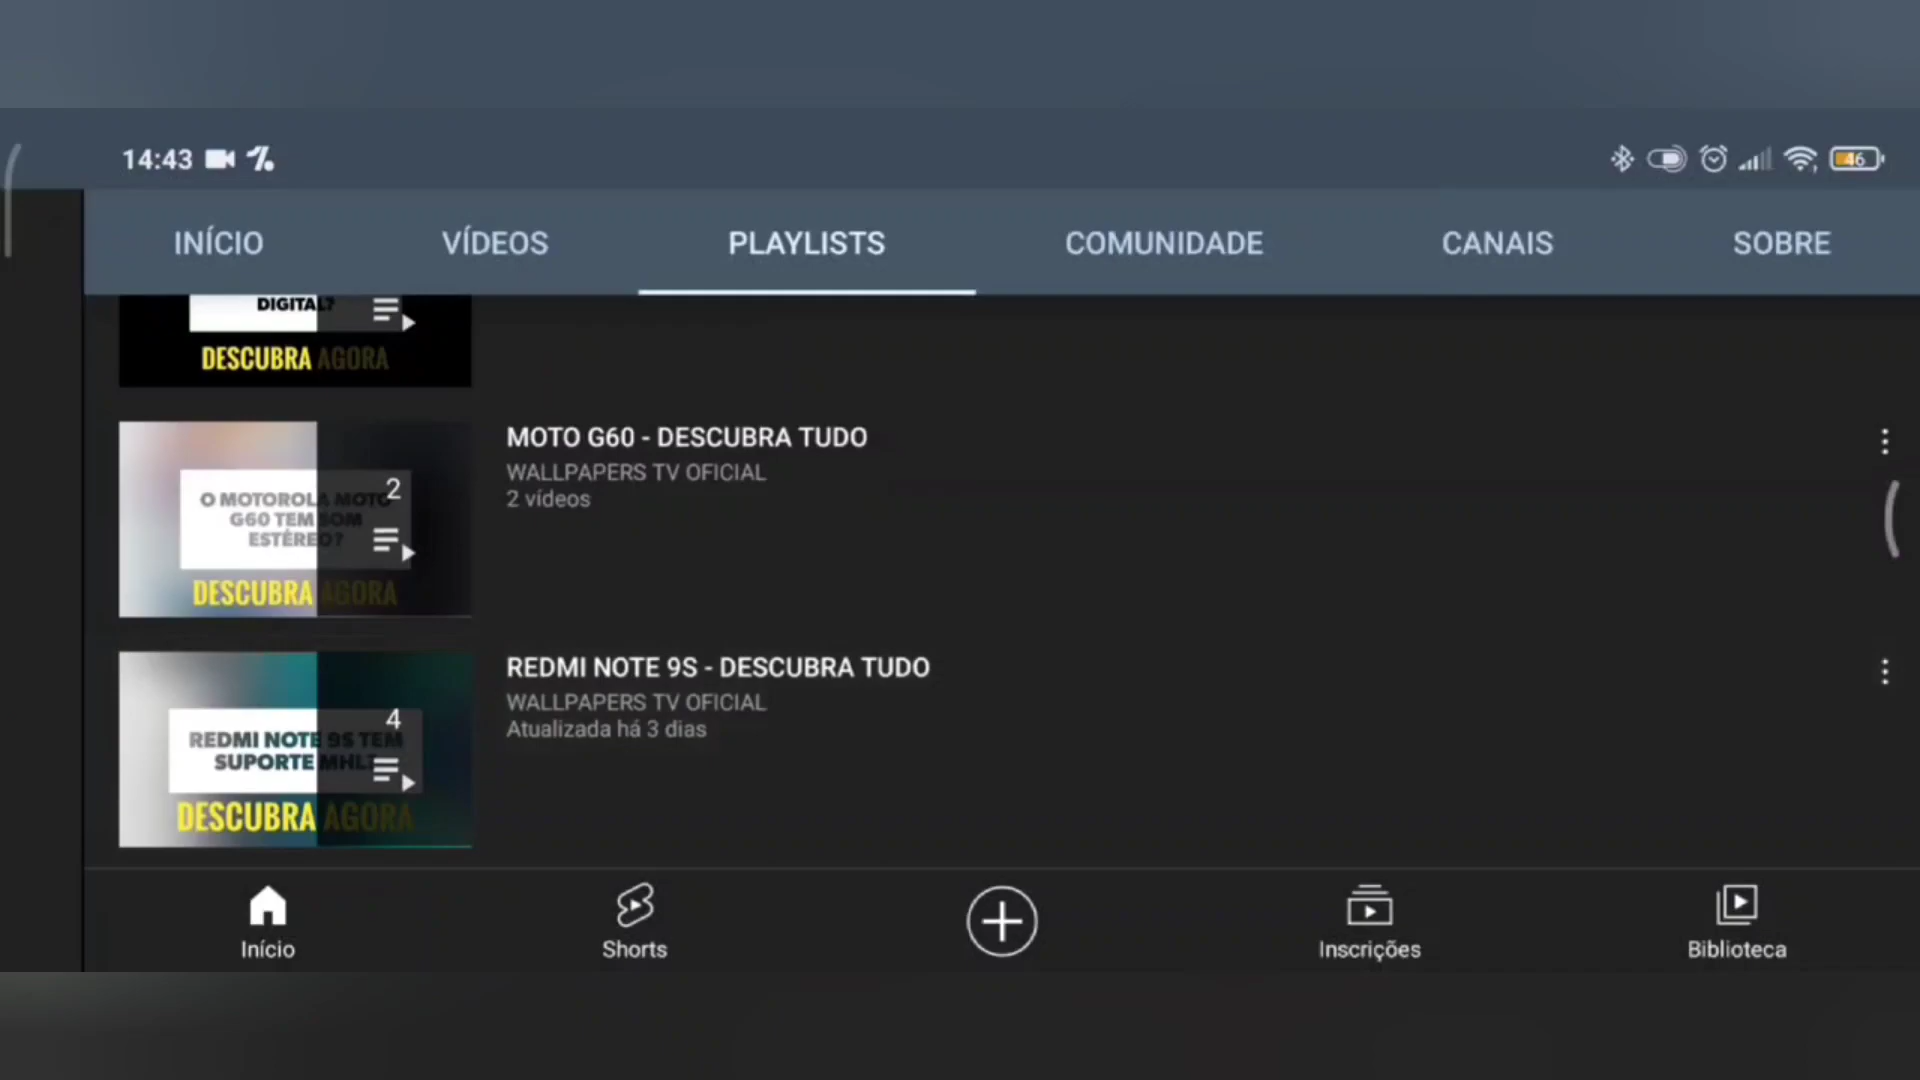 14:43
46
INÍCIO VÍDEOS PLAYLISTS COMUNIDADE CANAIS SOBRE
DIGITAL?
DESCUBRA AGORA
2
O MOTOROLA MOTO
G60 TEM SOM
ESTÉREO?
DESCUBRA AGORA
MOTO G60 - DESCUBRA TUDO
WALLPAPERS TV OFICIAL
2 vídeos
4
REDMI NOTE 9S TEM
SUPORTE MHL?
DESCUBRA AGORA
REDMI NOTE 9S - DESCUBRA TUDO
WALLPAPERS TV OFICIAL
Atualizada há 3 dias
Início Shorts Inscrições Biblioteca